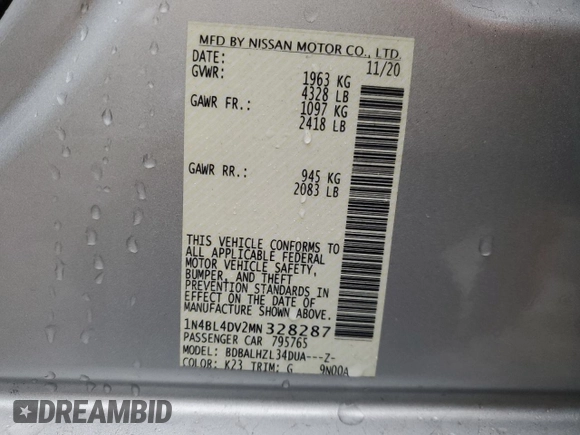 MFD BY NISSAN MOTOR CO., LTD.
DATE: 11/20
GVWR: 1963 KG
4328 LB
GAWR FR.: 1097 KG
2418 LB
GAWR RR.: 945 KG
2083 LB
THIS VEHICLE CONFORMS TO
ALL APPLICABLE FEDERAL
MOTOR VEHICLE SAFETY,
BUMPER, AND THEFT
PREVENTION STANDARDS IN
EFFECT ON THE DATE OF
MANUFACTURE SHOWN ABOVE.
1N4BL4DV2MN328287
PASSENGER CAR 795765
MODEL: BDBALHZL34DUA---Z-
COLOR: K23 TRIM: G 9N00A
DREAMBID